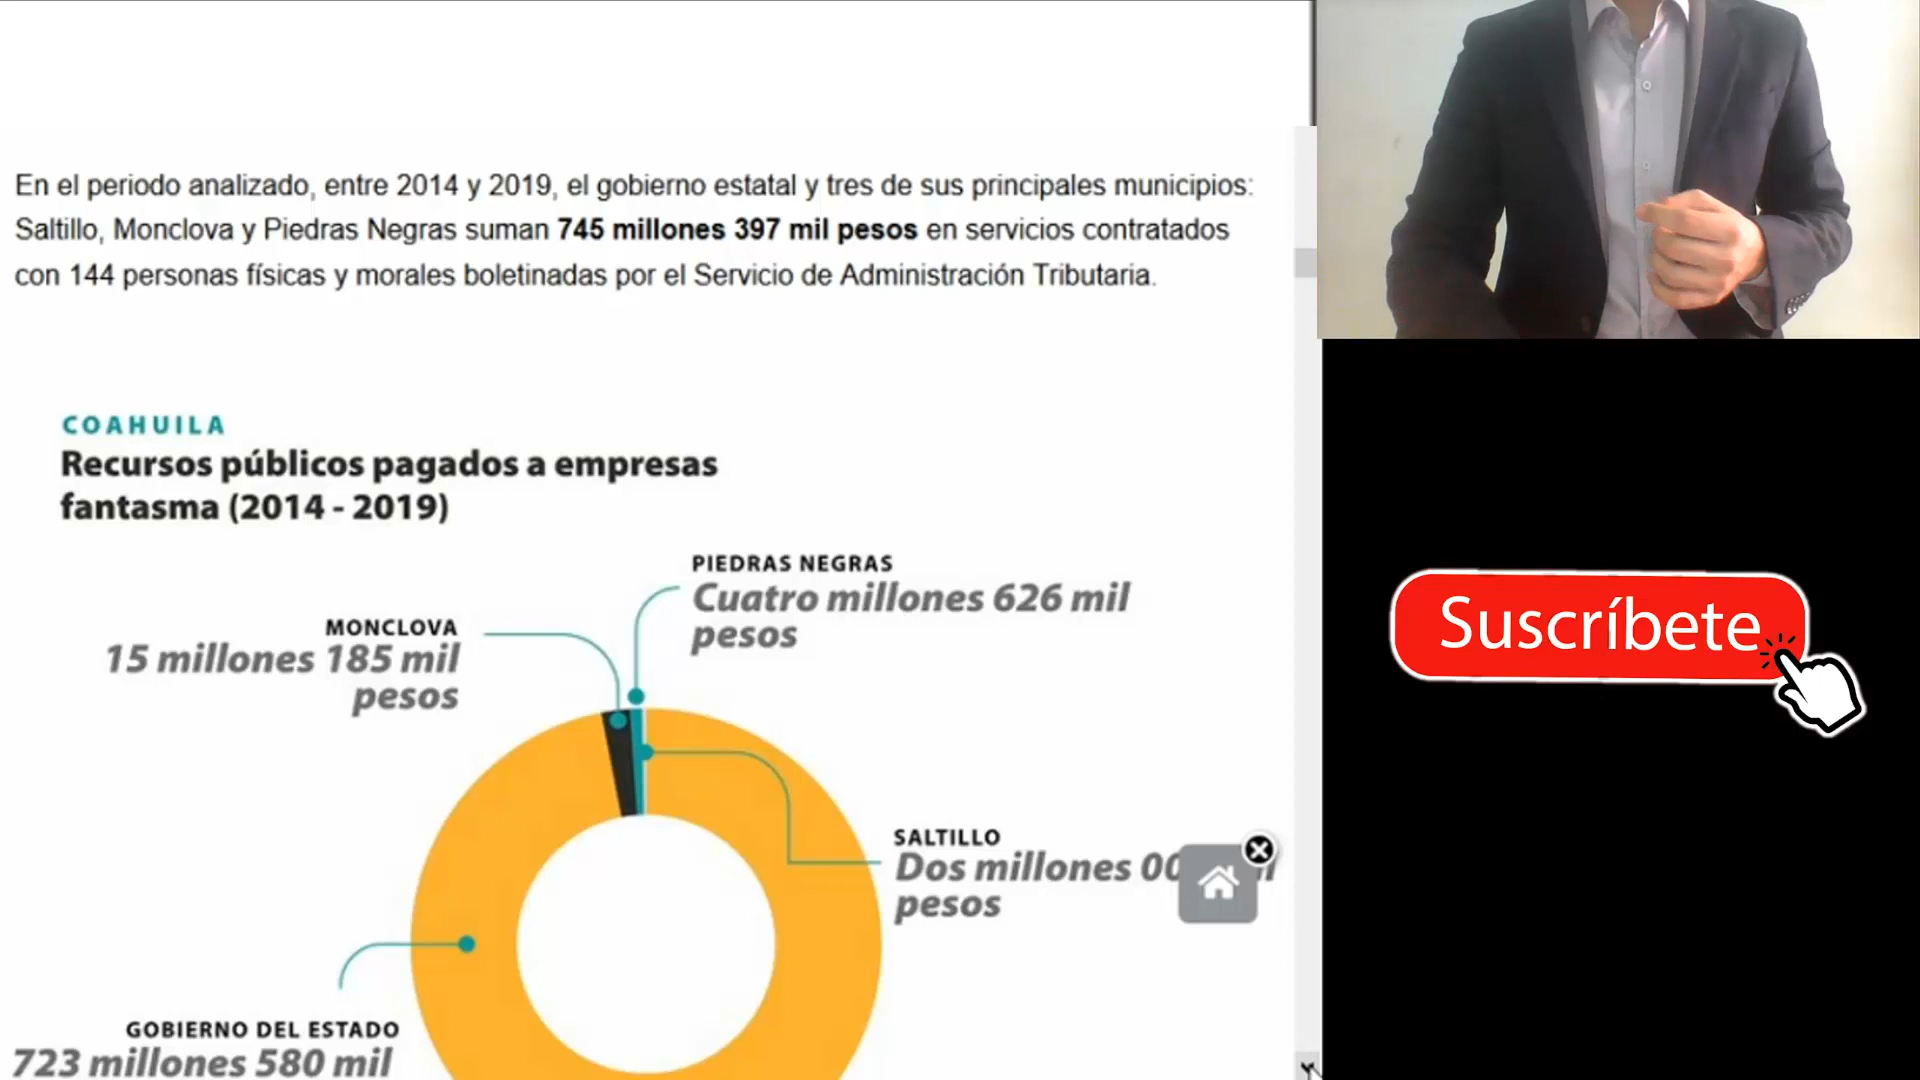 En el periodo analizado, entre 2014 y 2019, el gobierno estatal y tres de sus principales municipios:
Saltillo, Monclova y Piedras Negras suman 745 millones 397 mil pesos en servicios contratados
con 144 personas físicas y morales boletinadas por el Servicio de Administración Tributaria.
COAHUILA
Recursos públicos pagados a empresas
fantasma (2014 - 2019)
PIEDRAS NEGRAS
Cuatro millones 626 mil
pesos
MONCLOVA
15 millones 185 mil
pesos
SALTILLO
Dos millones
pesos
GOBIERNO DEL ESTADO
723 millones 580 mil
Suscríbete